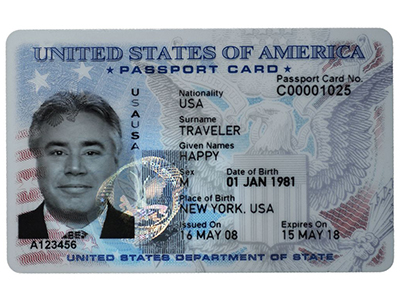 UNITED STATES OF AMERICA
PASSPORT CARD
Passport Card No.
C00001025
Nationality
USA
Surname
TRAVELER
Given Names
HAPPY
Sex
M
Date of Birth
01 JAN 1981
Place of Birth
NEW YORK, USA
Issued On
16 MAY 08
Expires On
15 MAY 18
USAUSA
A123456
UNITED STATES DEPARTMENT OF STATE